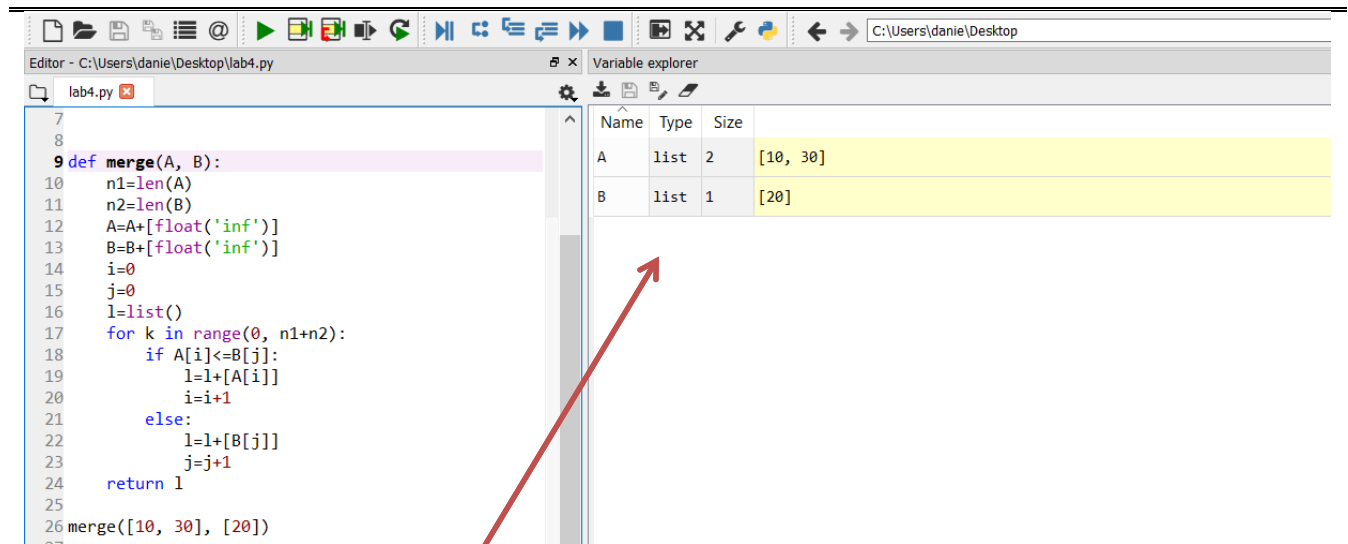 @
C:\Users\danie\Desktop
Editor - C:\Users\danie\Desktop\lab4.py
Variable explorer
lab4.py
Name Type Size
A list 2 [10, 30]
B list 1 [20]
7
8
9 def merge(A, B):
10     n1=len(A)
11     n2=len(B)
12     A=A+[float('inf')]
13     B=B+[float('inf')]
14     i=0
15     j=0
16     l=list()
17     for k in range(0, n1+n2):
18         if A[i]<=B[j]:
19             l=l+[A[i]]
20             i=i+1
21         else:
22             l=l+[B[j]]
23             j=j+1
24     return l
25
26 merge([10, 30], [20])